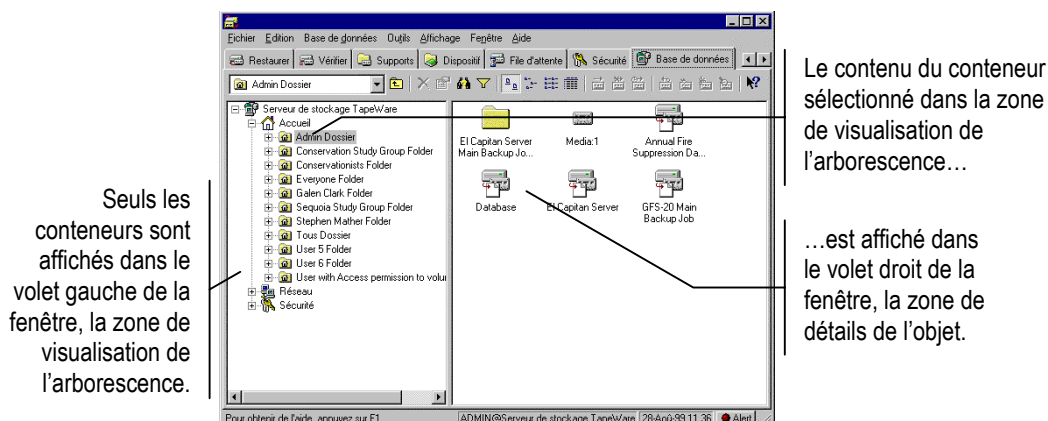 Fichier Edition Base de données Outils Affichage Fenêtre Aide
Restaurer Vérifier Supports Dispositif File d'attente Sécurité Base de données
Admin Dossier
Serveur de stockage TapeWare
Accueil
Admin Dossier
Conservation Study Group Folder
Conservationists Folder
Everyone Folder
Galen Clark Folder
Sequoia Study Group Folder
Stephen Mather Folder
Tous Dossier
User 5 Folder
User 6 Folder
User with Access permission to volu
Réseau
Sécurité
El Capitan Server
Main Backup Jo...
Media:1
Annual Fire
Suppression Da...
Database
El Capitan Server
GFS-20 Main
Backup Job
Pour obtenir de l'aide, appuyez sur F1
ADMIN@Serveur de stockage TapeWare 28-Aoû-99 11:36 Alert
Seuls les
conteneurs sont
affichés dans le
volet gauche de la
fenêtre, la zone de
visualisation de
l’arborescence.
Le contenu du conteneur
sélectionné dans la zone
de visualisation de
l’arborescence…
…est affiché dans
le volet droit de la
fenêtre, la zone de
détails de l’objet.